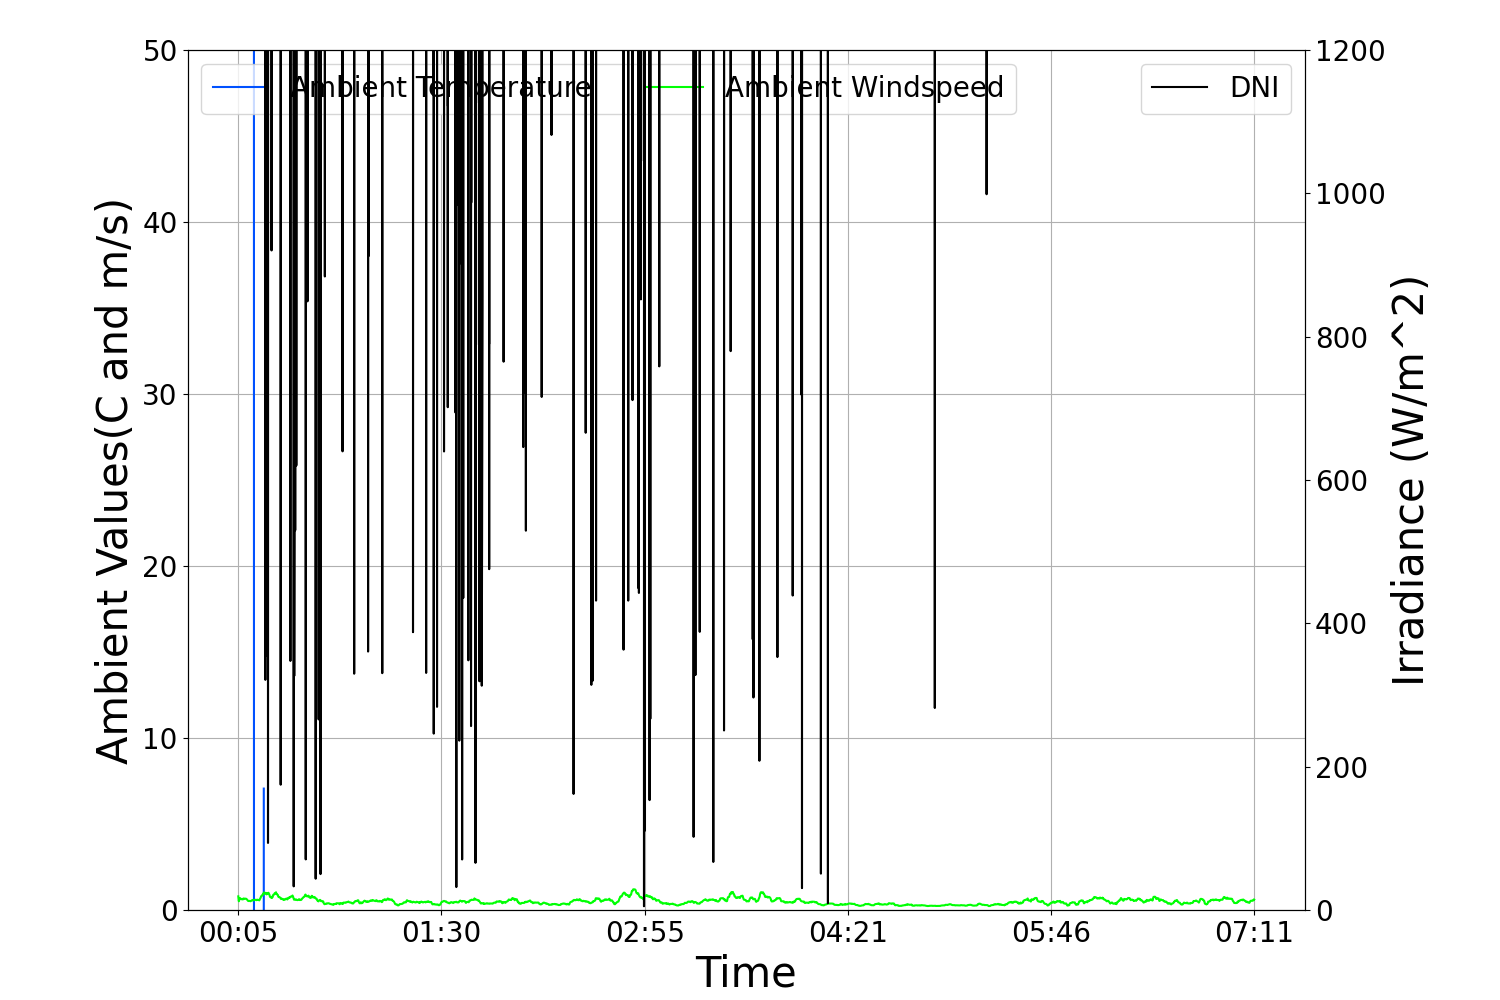 50
40
30
20
10
0
Ambient Values(C and m/s)
Ambient Temperature
Ambient Windspeed
DNI
1200
1000
800
600
400
200
0
Irradiance (W/m^2)
00:05 01:30 02:55 04:21 05:46 07:11
Time